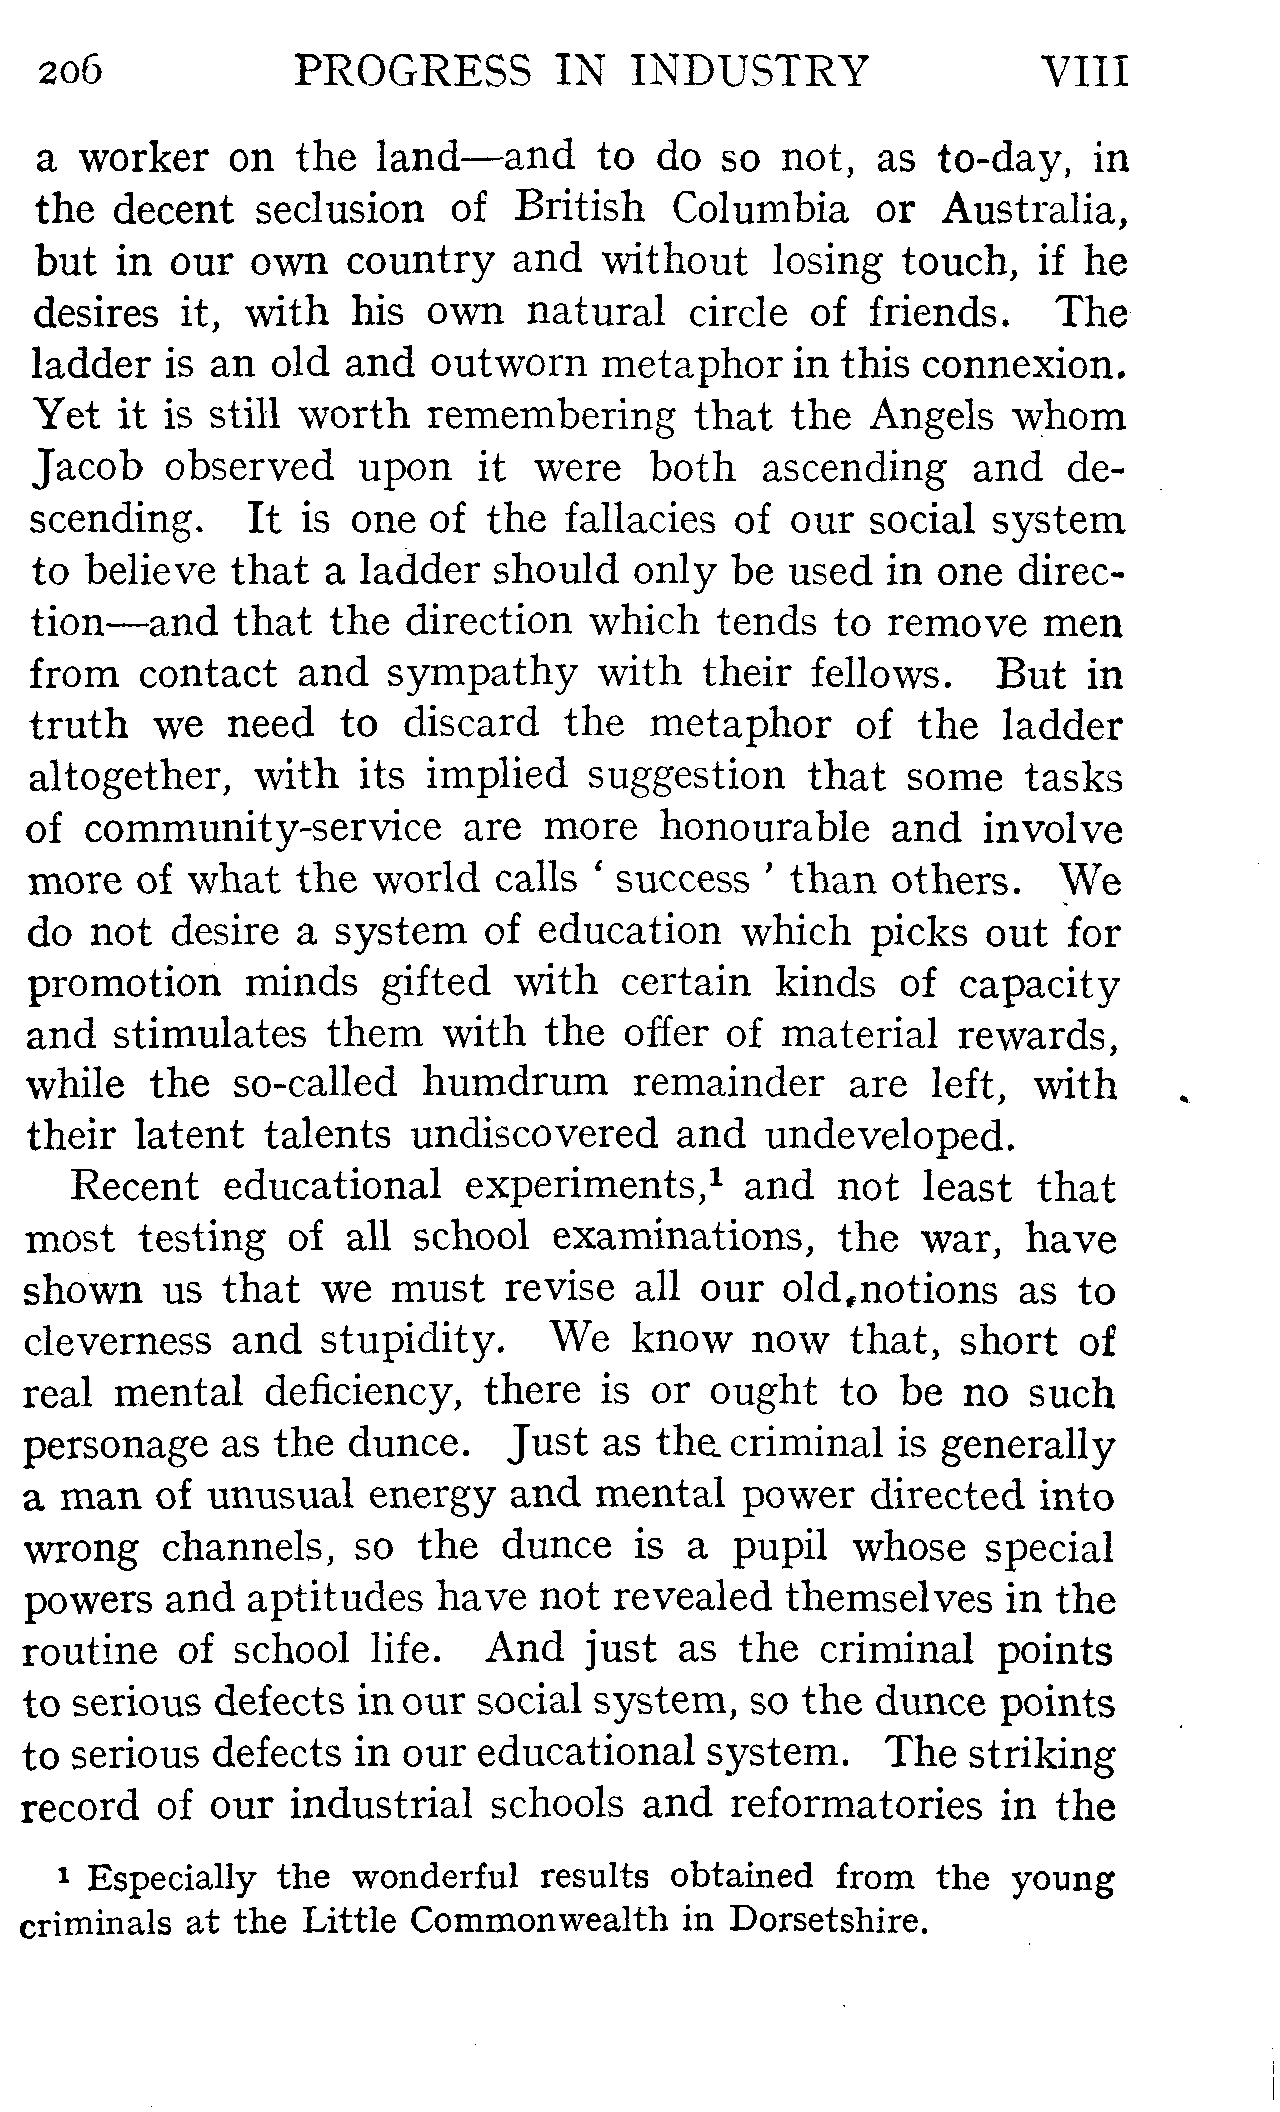 206 PROGRESS IN INDUSTRY VIII
a worker on the land—and to do so not, as to-day, in
the decent seclusion of British Columbia or Australia,
but in our own country and without losing touch, if he
desires it, with his own natural circle of friends. The
ladder is an old and outworn metaphor in this connexion.
Yet it is still worth remembering that the Angels whom
Jacob observed upon it were both ascending and de-
scending. It is one of the fallacies of our social system
to believe that a ladder should only be used in one direc-
tion—and that the direction which tends to remove men
from contact and sympathy with their fellows. But in
truth we need to discard the metaphor of the ladder
altogether, with its implied suggestion that some tasks
of community-service are more honourable and involve
more of what the world calls ‘ success ’ than others. We
do not desire a system of education which picks out for
promotion minds gifted with certain kinds of capacity
and stimulates them with the offer of material rewards,
while the so-called humdrum remainder are left, with
their latent talents undiscovered and undeveloped.
Recent educational experiments,¹ and not least that
most testing of all school examinations, the war, have
shown us that we must revise all our old notions as to
cleverness and stupidity. We know now that, short of
real mental deficiency, there is or ought to be no such
personage as the dunce. Just as the criminal is generally
a man of unusual energy and mental power directed into
wrong channels, so the dunce is a pupil whose special
powers and aptitudes have not revealed themselves in the
routine of school life. And just as the criminal points
to serious defects in our social system, so the dunce points
to serious defects in our educational system. The striking
record of our industrial schools and reformatories in the
¹ Especially the wonderful results obtained from the young
criminals at the Little Commonwealth in Dorsetshire.